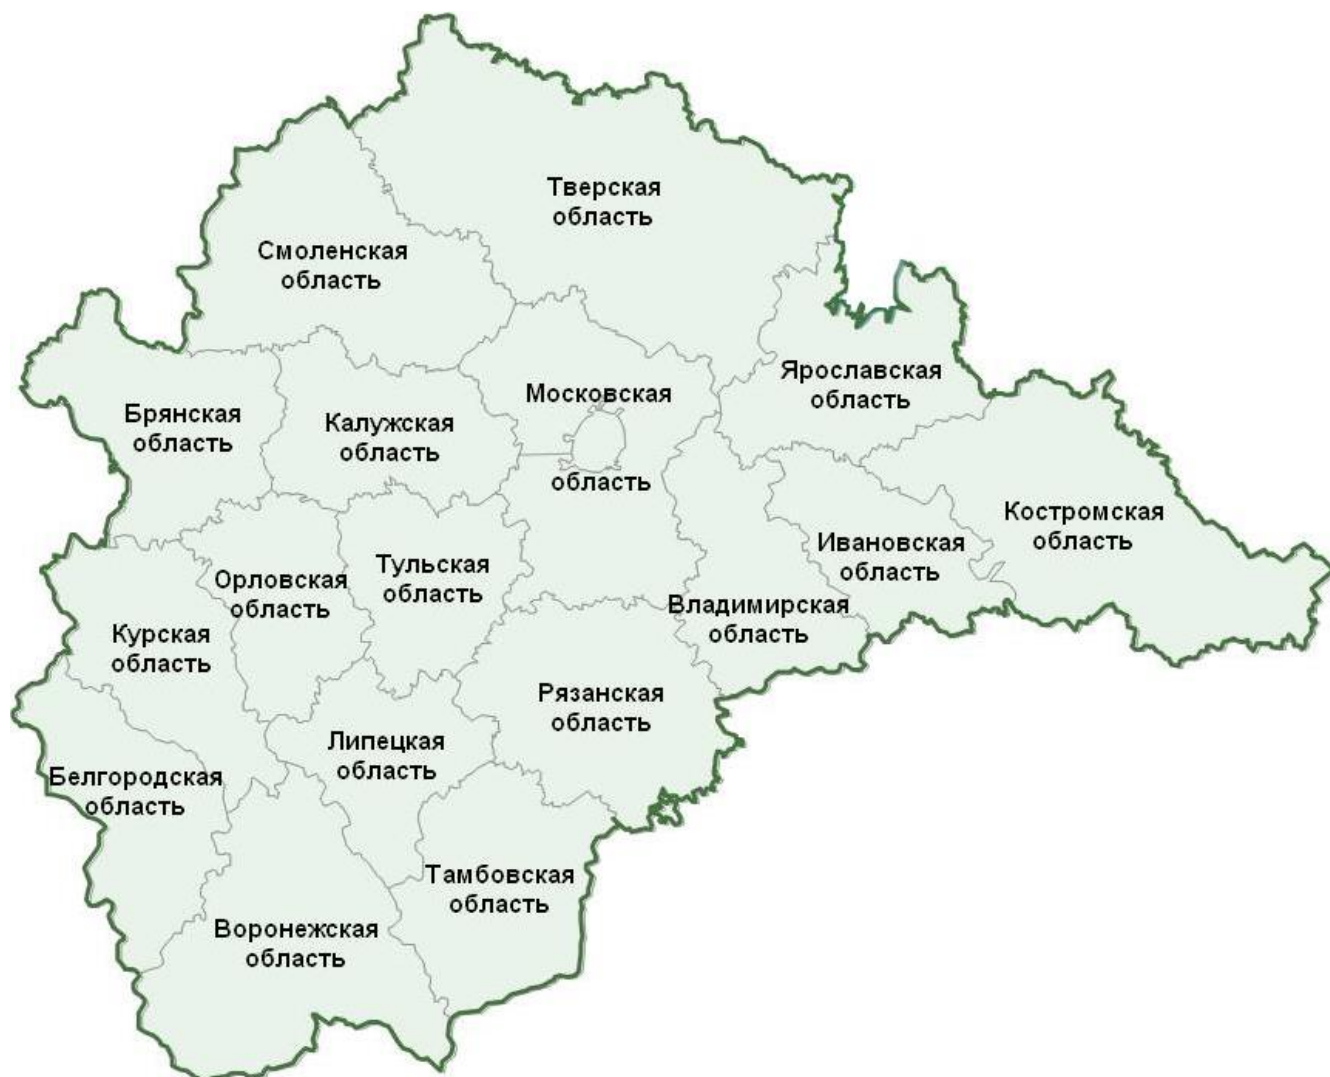 Тверская
область
Смоленская
область
Ярославская
область
Московская
область
Брянская
область
Калужская
область
Костромская
область
Ивановская
область
Тульская
область
Орловская
область
Владимирская
область
Курская
область
Рязанская
область
Липецкая
область
Белгородская
область
Тамбовская
область
Воронежская
область